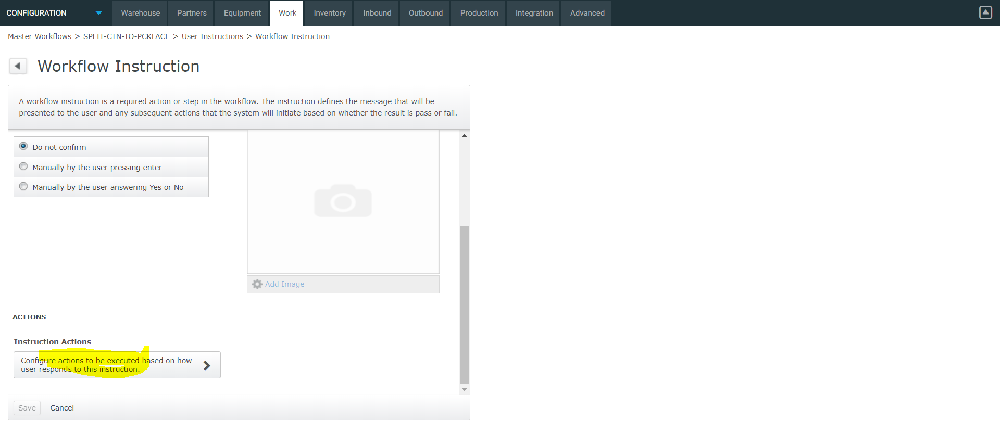 CONFIGURATION Warehouse Partners Equipment Work Inventory Inbound Outbound Production Integration Advanced
Master Workflows > SPLIT-CTN-TO-PCKFACE > User Instructions > Workflow Instruction
Workflow Instruction
A workflow instruction is a required action or step in the workflow. The instruction defines the message that will be
presented to the user and any subsequent actions that the system will initiate based on whether the result is pass or fail.
Do not confirm
Manually by the user pressing enter
Manually by the user answering Yes or No
Add Image
ACTIONS
Instruction Actions
Configure actions to be executed based on how
user responds to this instruction.
Save Cancel